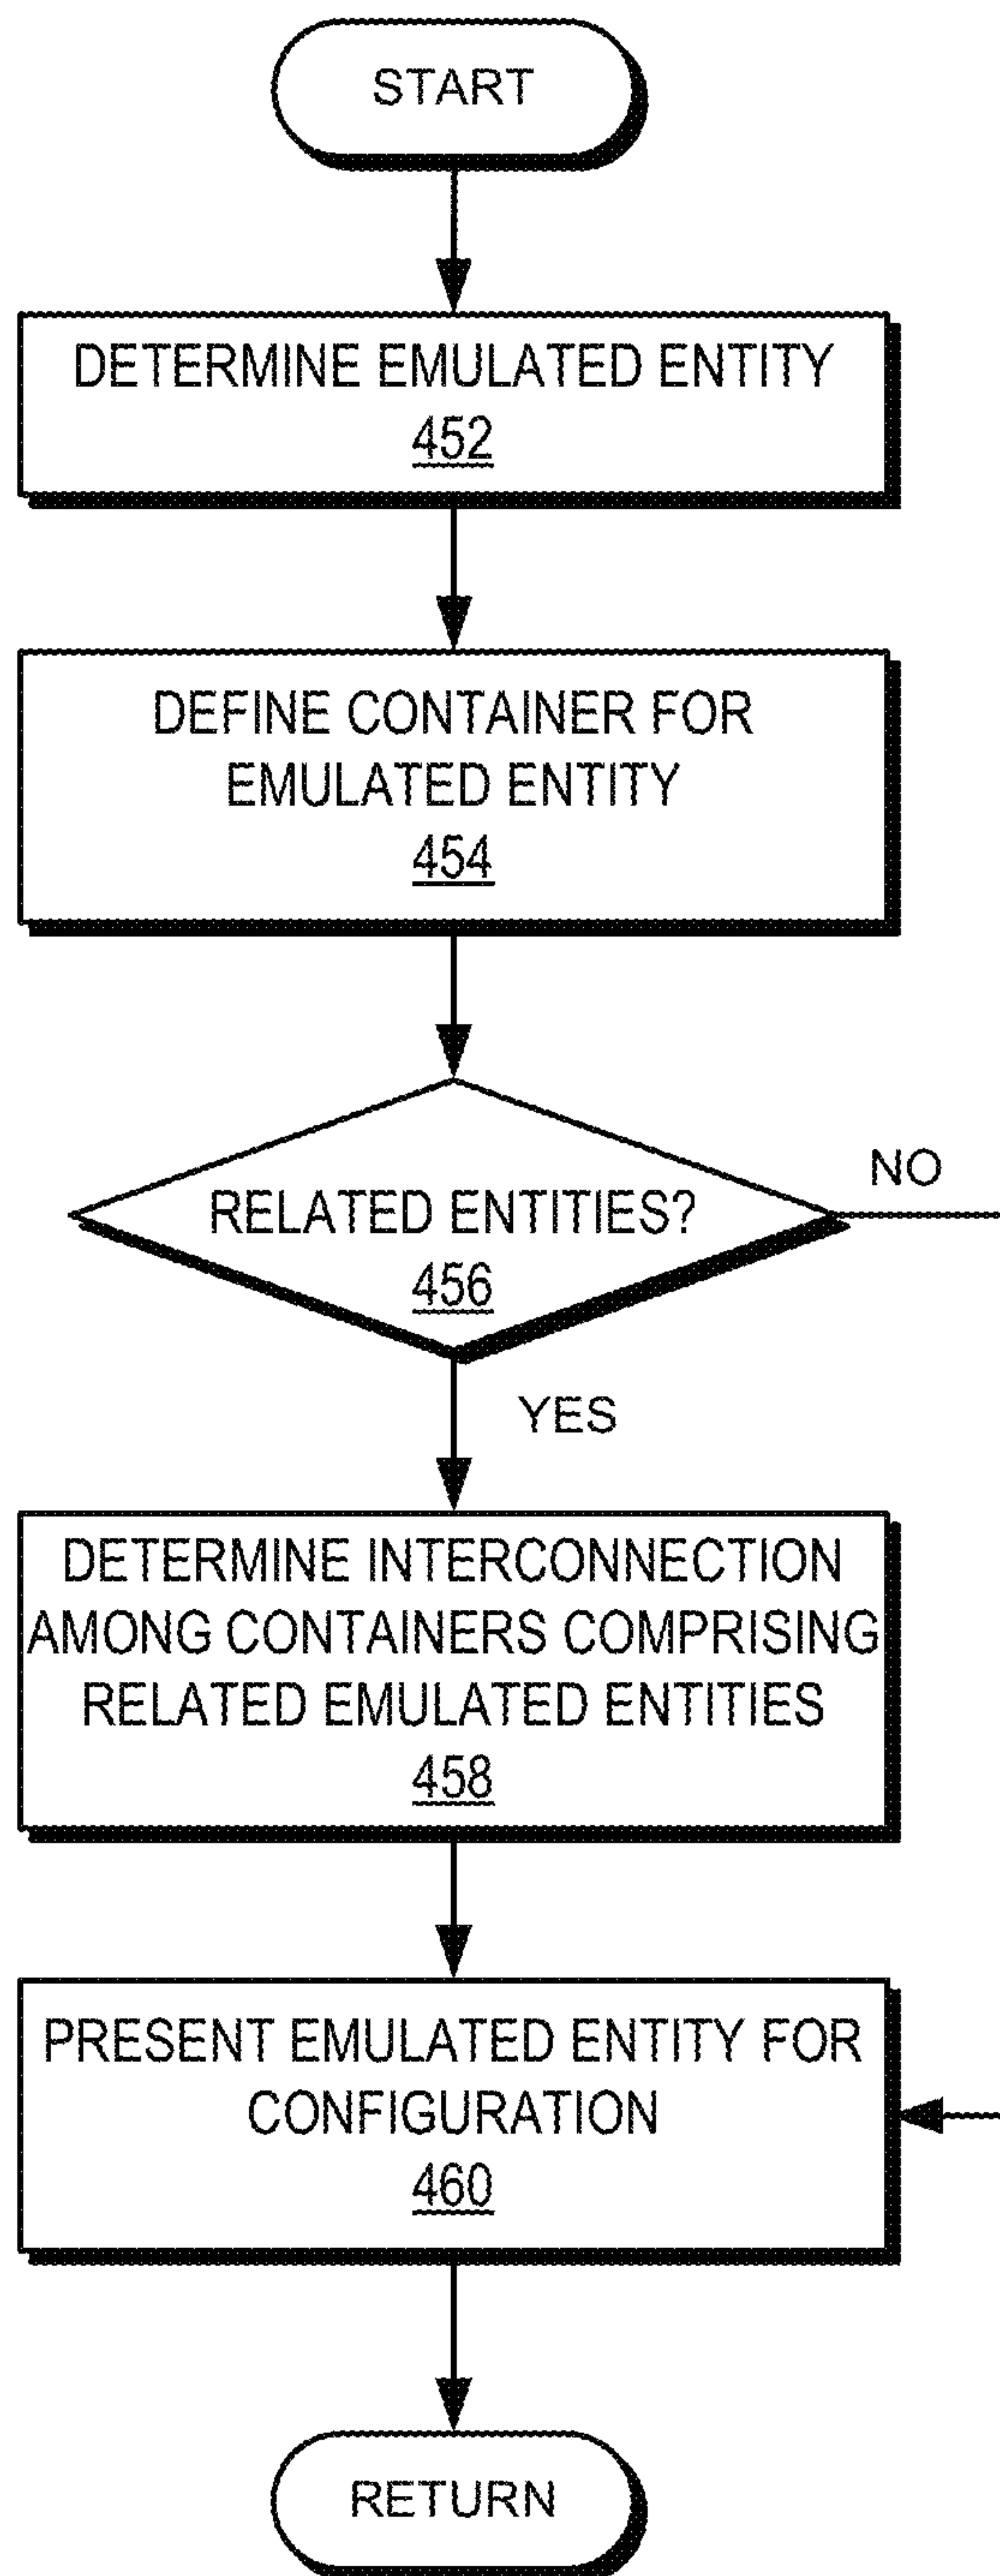 START
DETERMINE EMULATED ENTITY
452
DEFINE CONTAINER FOR
EMULATED ENTITY
454
RELATED ENTITIES?
456
NO
YES
DETERMINE INTERCONNECTION
AMONG CONTAINERS COMPRISING
RELATED EMULATED ENTITIES
458
PRESENT EMULATED ENTITY FOR
CONFIGURATION
460
RETURN